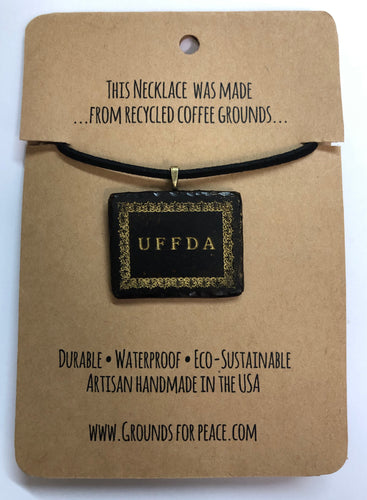 THIS NECKLACE WAS MADE
...FROM RECYCLED COFFEE GROUNDS...
UFFDA
DURABLE • WATERPROOF • ECO-SUSTAINABLE
ARTISAN HANDMADE IN THE USA
WWW.GROUNDS FOR PEACE.COM